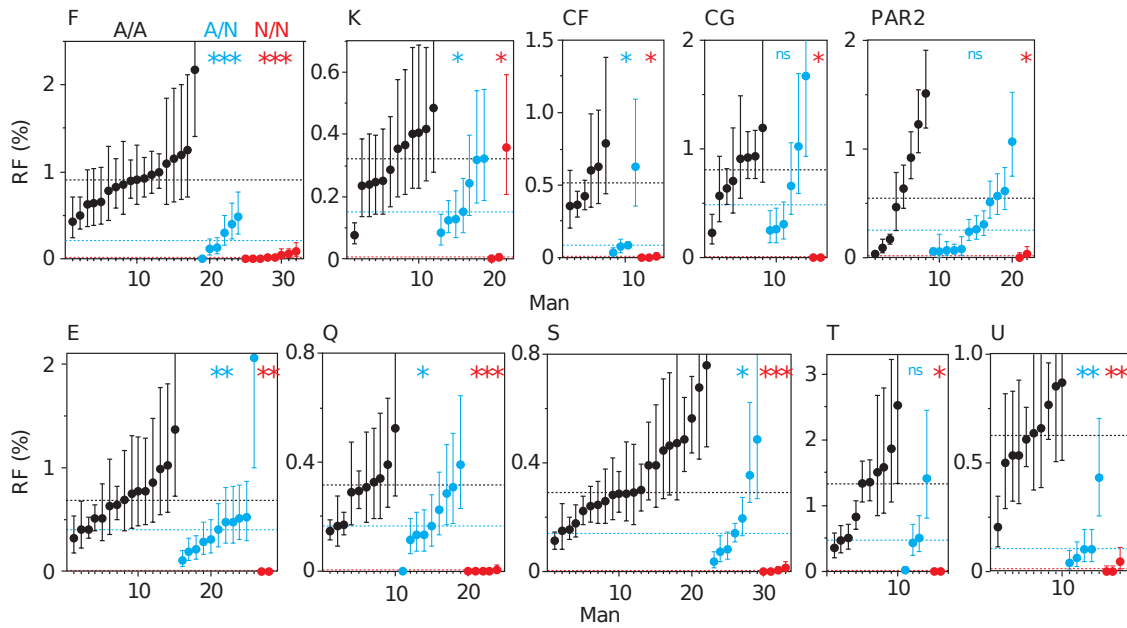 F K CF CG PAR2
A/A A/N N/N
*** *** * * * * ns * ns *
RF (%)
2 1 0 10 20 30
0.6 0.4 0.2 0 10 20
1.5 1.0 0.5 0 10
2 1 0 10
2 1 0 10 20
Man
E Q S T U
** ** * *** * *** ns * ** **
RF (%)
2 1 0 10 20
0.8 0.4 0 10 20
0.8 0.4 0 10 20 30
3 2 1 0 10
1.0 0.5 0 10
Man